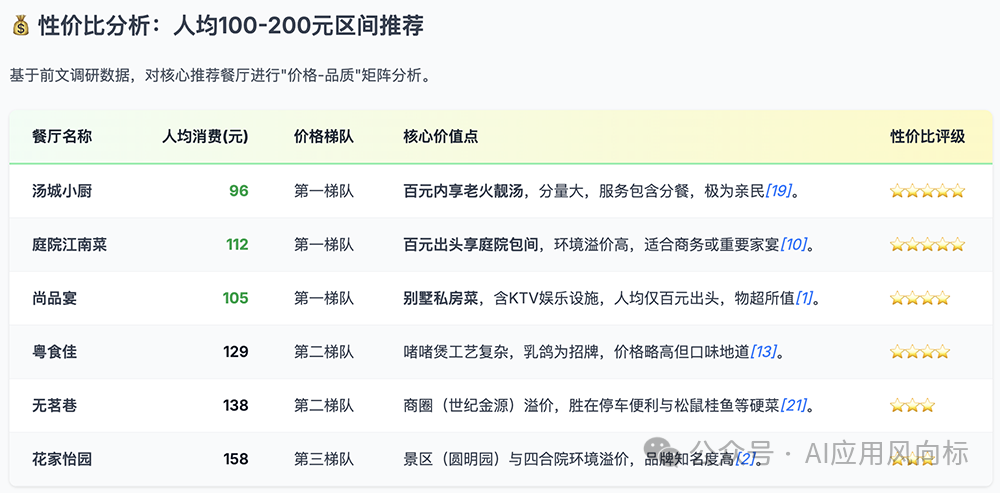 💰 性价比分析：人均100-200元区间推荐
基于前文调研数据，对核心推荐餐厅进行"价格-品质"矩阵分析。
餐厅名称 人均消费(元) 价格梯队 核心价值点 性价比评级
汤城小厨 96 第一梯队 百元内享老火靓汤，分量大，服务包含分餐，极为亲民[19]。 ⭐⭐⭐⭐⭐
庭院江南菜 112 第一梯队 百元出头享庭院包间，环境溢价高，适合商务或重要家宴[10]。 ⭐⭐⭐⭐⭐
尚品宴 105 第一梯队 别墅私房菜，含KTV娱乐设施，人均仅百元出头，物超所值[1]。 ⭐⭐⭐⭐
粤食佳 129 第二梯队 啫啫煲工艺复杂，乳鸽为招牌，价格略高但口味地道[13]。 ⭐⭐⭐⭐
无茗巷 138 第二梯队 商圈（世纪金源）溢价，胜在停车便利与松鼠桂鱼等硬菜[21]。 ⭐⭐⭐
花家怡园 158 第三梯队 景区（圆明园）与四合院环境溢价，品牌知名度高[2]。 ⭐⭐⭐
公众号 · AI应用风向标